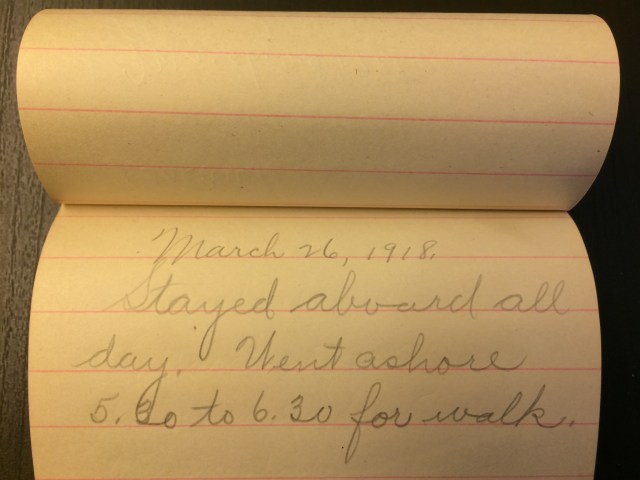 March 26, 1918.
Stayed aboard all
day. Went ashore
5.30 to 6.30 for walk.